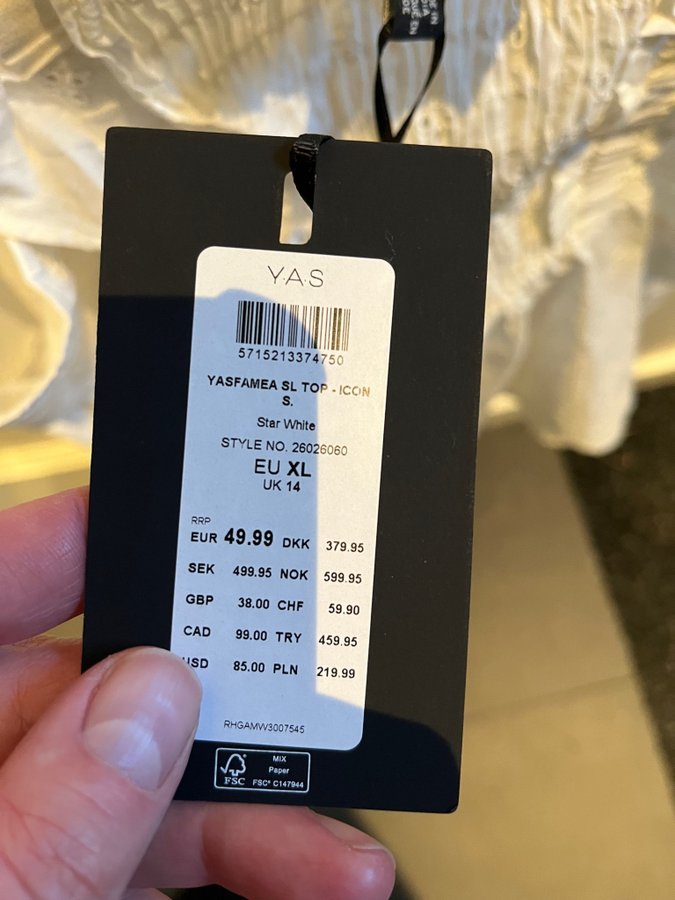 Y.A.S
5715213374750
YASFAMEA SL TOP - ICON
S.
Star White
STYLE NO. 26026060
EU XL
UK 14
RRP
EUR 49.99 DKK 379.95
SEK 499.95 NOK 599.95
GBP 38.00 CHF 59.90
CAD 99.00 TRY 459.95
USD 85.00 PLN 219.99
RHGAMW3007545
FSC
MIX
Paper
FSC® C147944